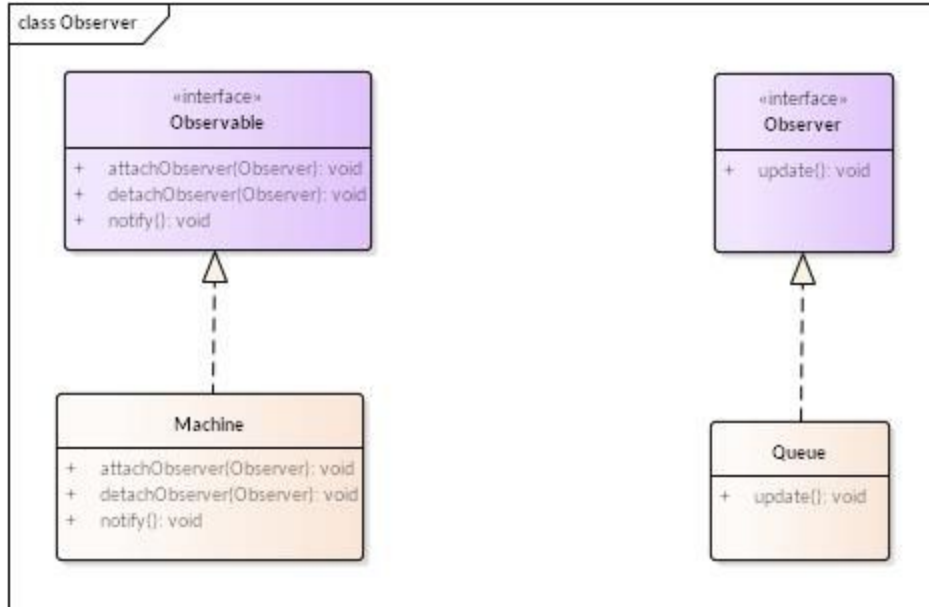 class Observer
«interface»
Observable
+ attachObserver(Observer): void
+ detachObserver(Observer): void
+ notify(): void
«interface»
Observer
+ update(): void
Machine
+ attachObserver(Observer): void
+ detachObserver(Observer): void
+ notify(): void
Queue
+ update(): void